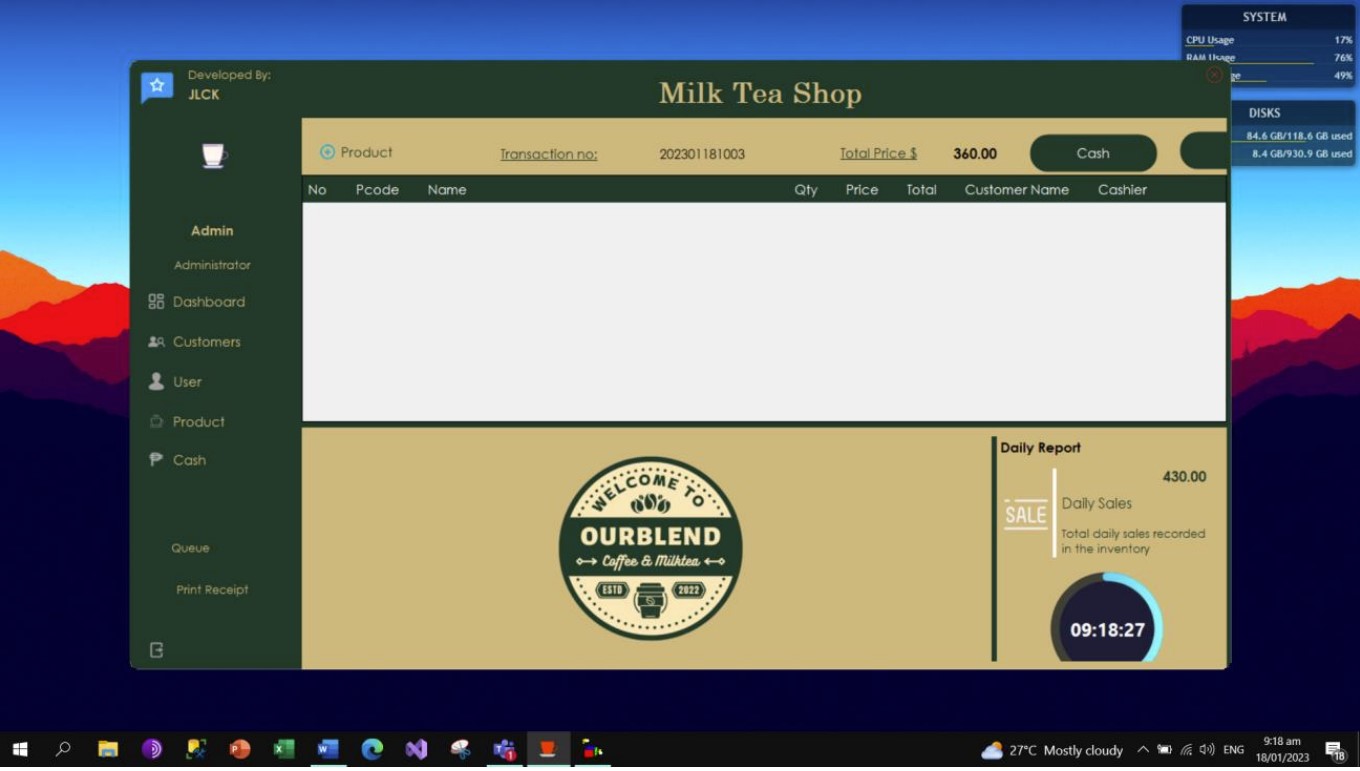 SYSTEM
CPU Usage 17%
RAM Usage 76%
ge 49%
DISKS
84.6 GB/118.6 GB used
8.4 GB/930.9 GB used
Developed By:
JLCK
Milk Tea Shop
Product Transaction no: 202301181003 Total Price $ 360.00 Cash
No Pcode Name Qty Price Total Customer Name Cashier
Admin
Administrator
Dashboard
Customers
User
Product
Cash
Queue
Print Receipt
WELCOME TO
OURBLEND
Coffee & Milktea
ESTD 2022
Daily Report
430.00
SALE
Daily Sales
Total daily sales recorded
in the inventory
09:18:27
27°C Mostly cloudy ENG
9:18 am
18/01/2023
18
1